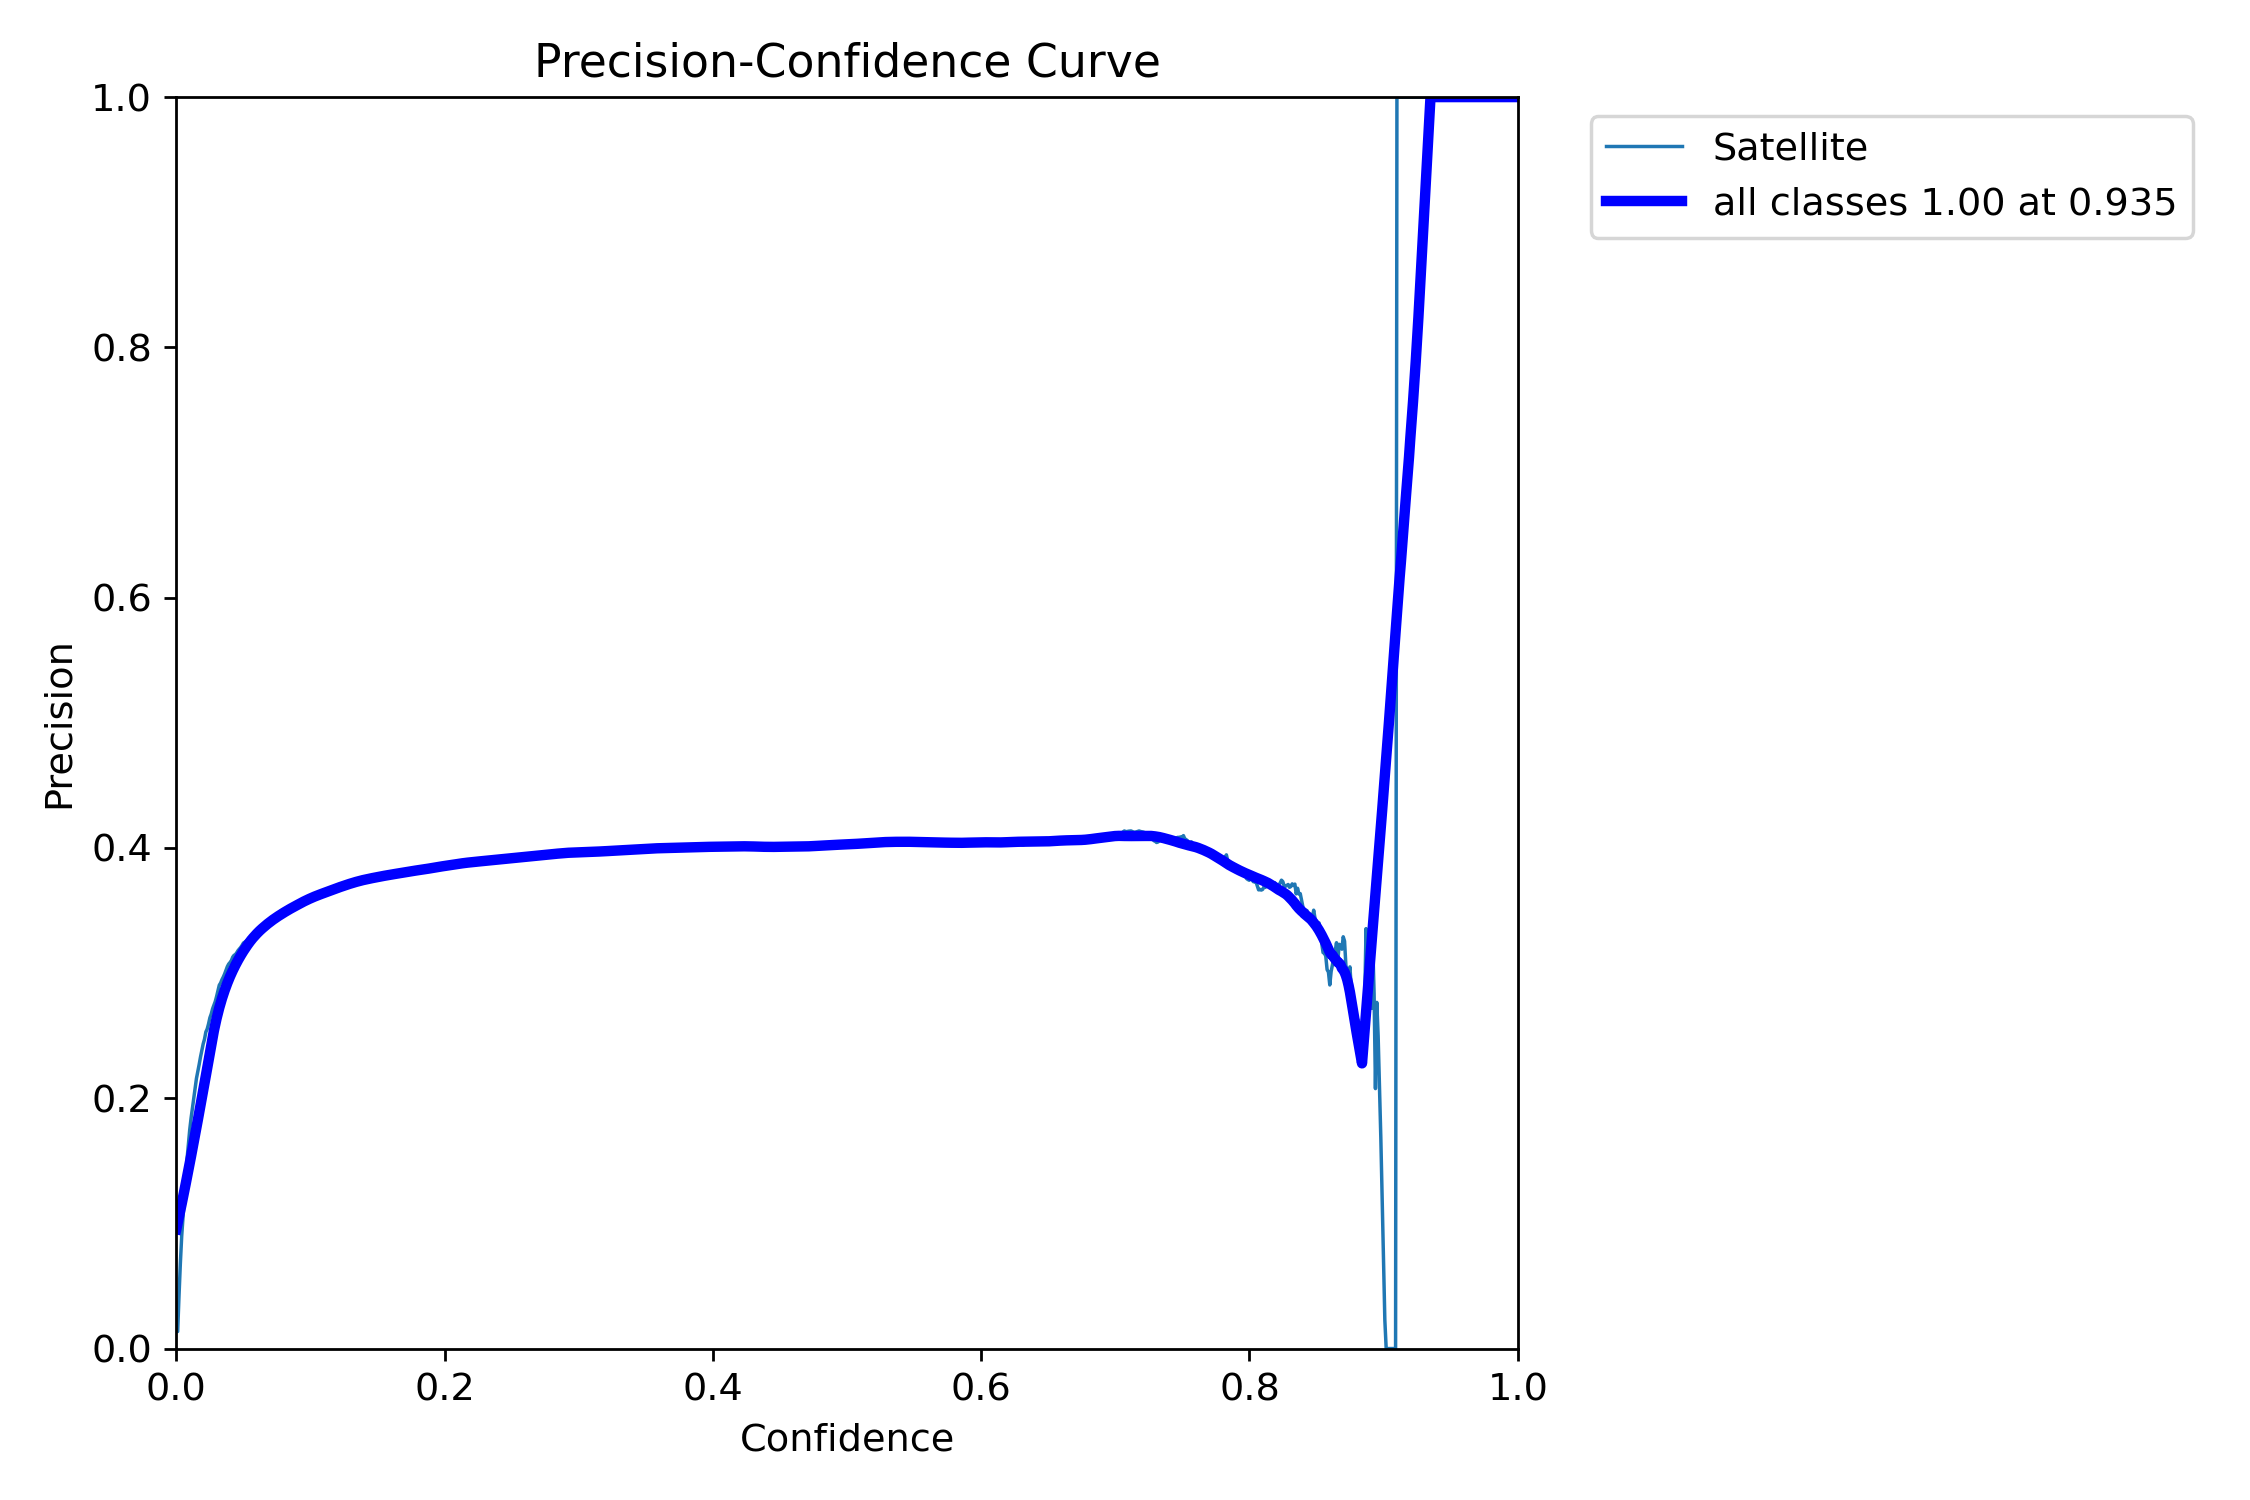 Precision-Confidence Curve
1.0
0.8
0.6
0.4
0.2
0.0
Precision
0.0 0.2 0.4 0.6 0.8 1.0
Confidence
Satellite
all classes 1.00 at 0.935